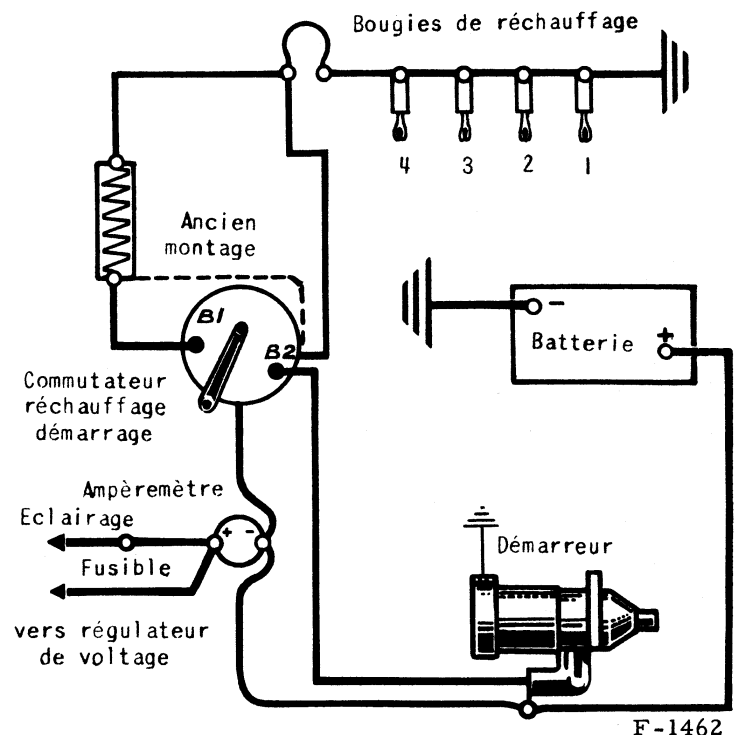 Bougies de réchauffage
4 3 2 1
Ancien
montage
B1
B2
-
Batterie
+
Commutateur
réchauffage
démarrage
Ampèremètre
Eclairage
+ -
Fusible
Démarreur
vers régulateur
de voltage
F-1462